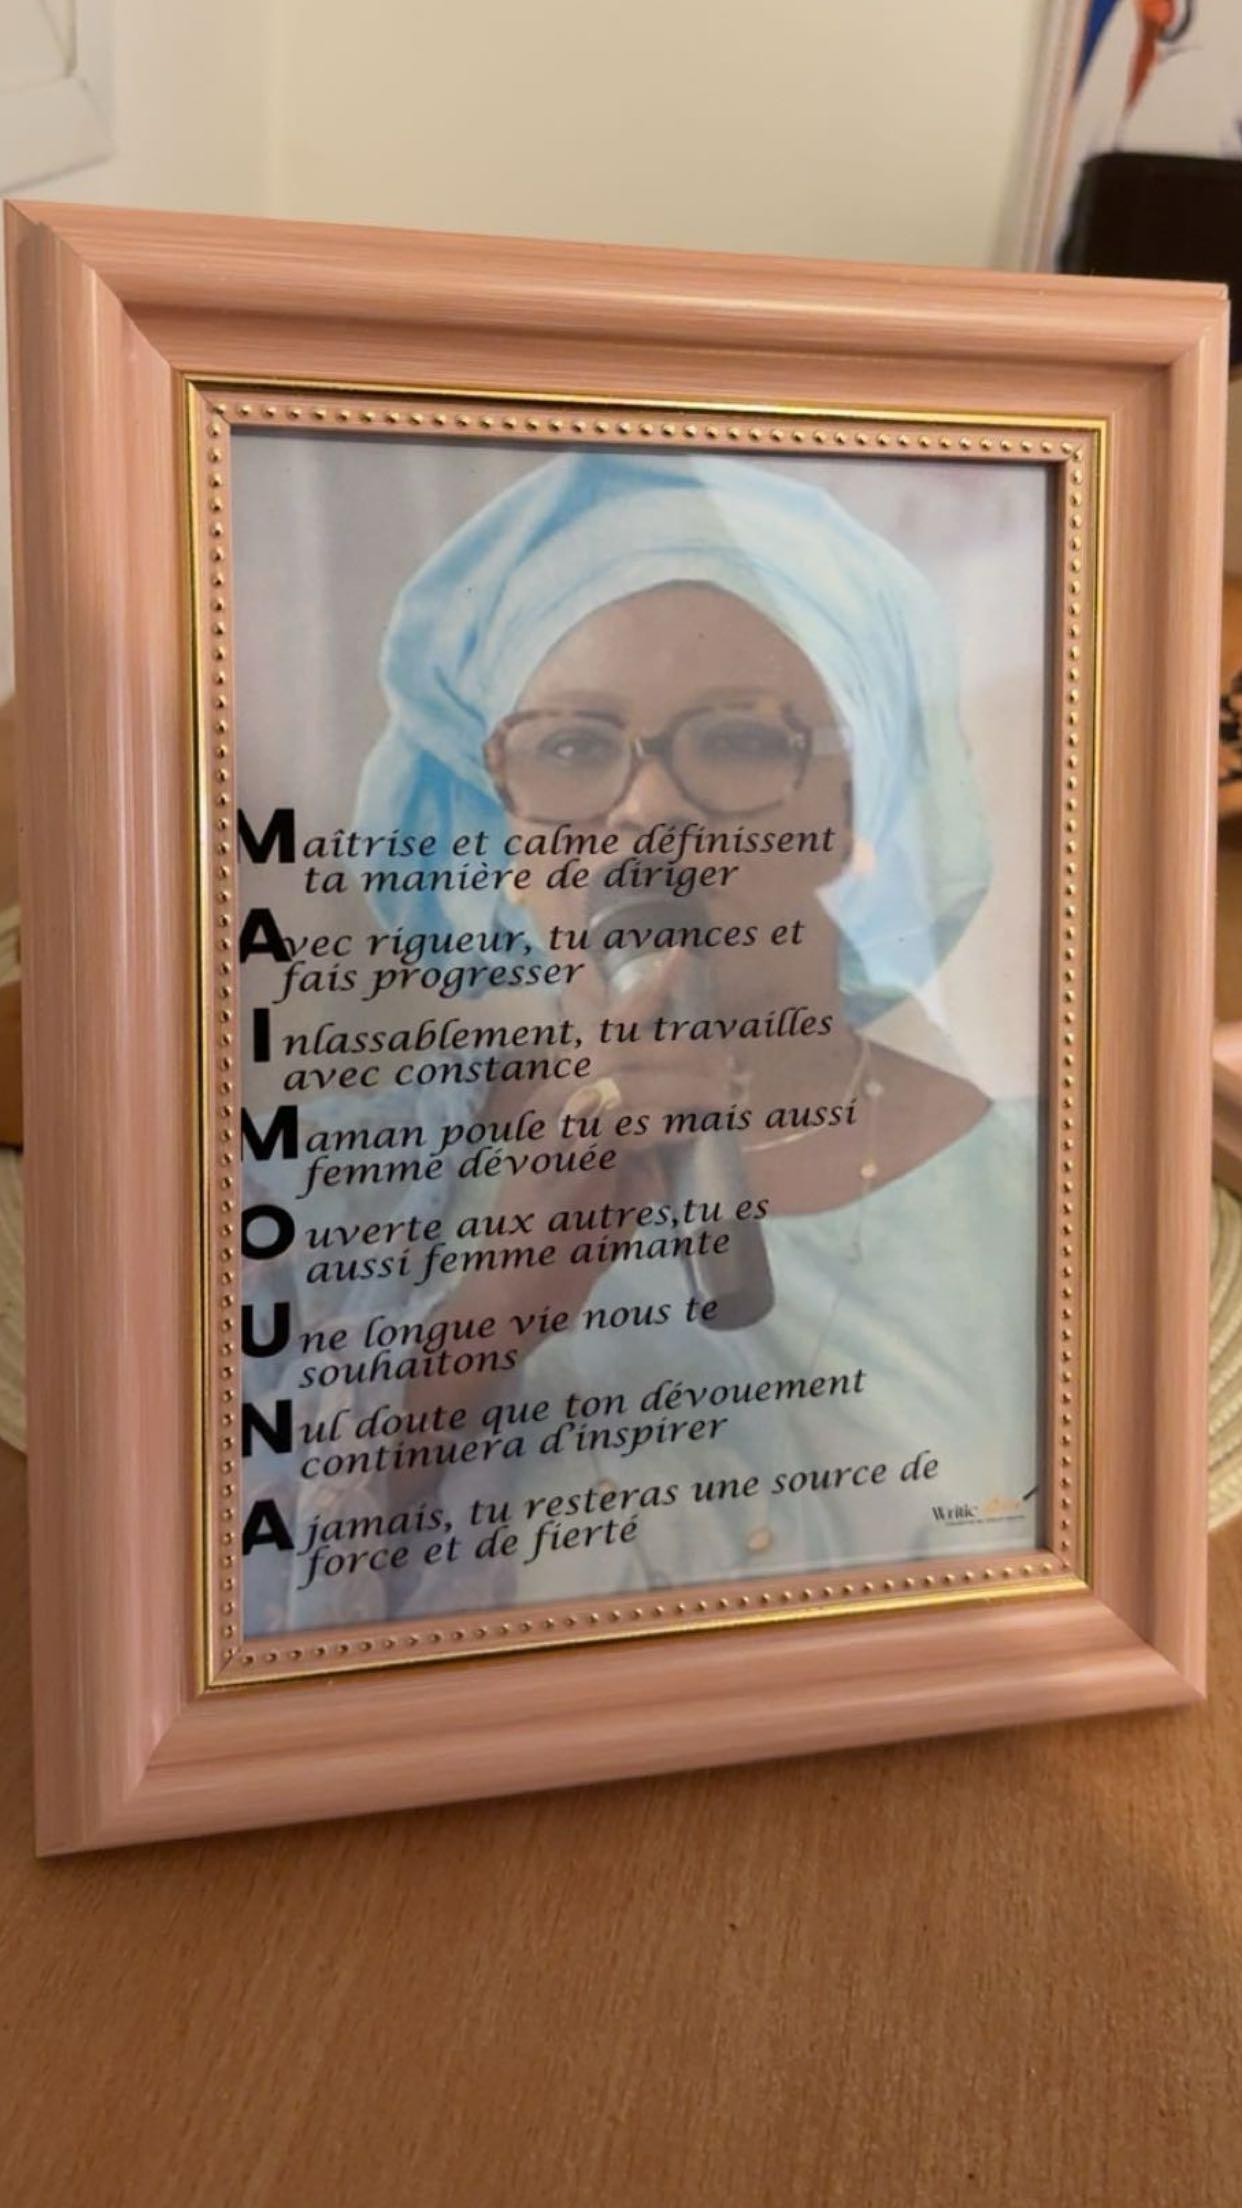 Maîtrise et calme définissent
ta manière de diriger
Avec rigueur, tu avances et
fais progresser
Inlassablement, tu travailles
avec constance
Maman poule tu es mais aussi
femme dévouée
Ouverte aux autres,tu es
aussi femme aimante
Une longue vie nous te
souhaitons
Nul doute que ton dévouement
continuera d'inspirer
A jamais, tu resteras une source de
force et de fierté
Writic